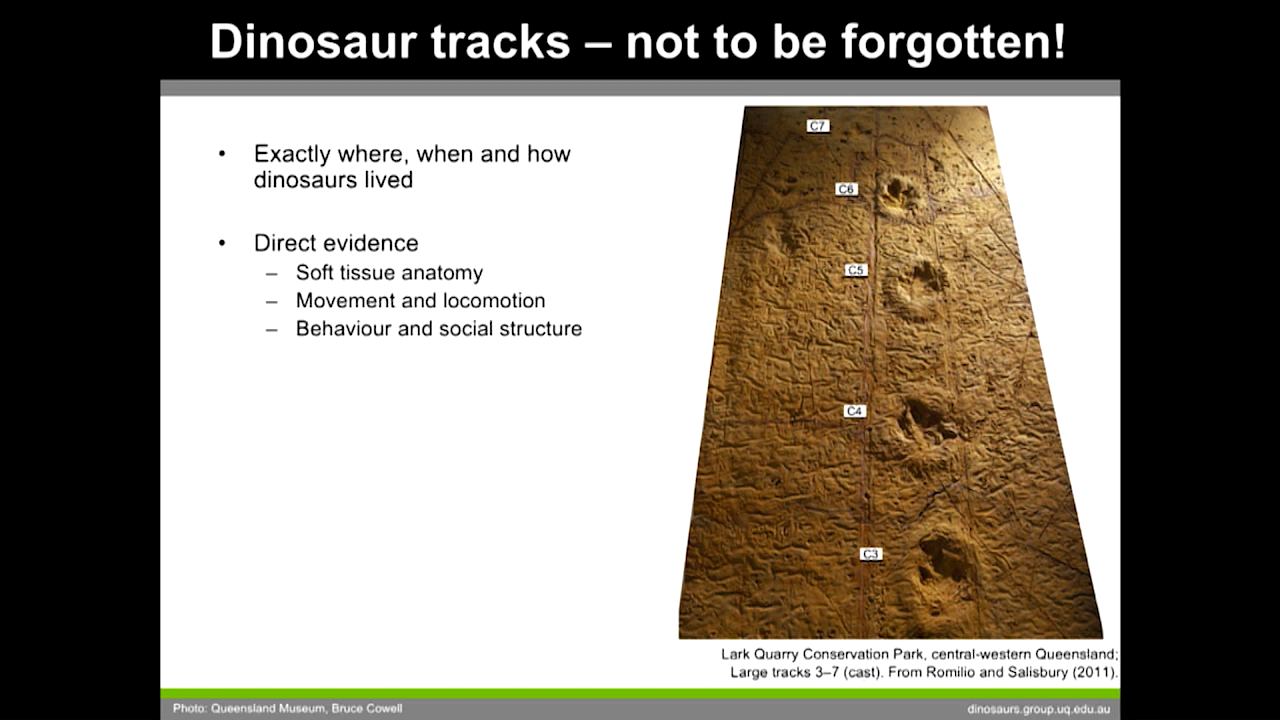 Dinosaur tracks – not to be forgotten!
• Exactly where, when and how
dinosaurs lived
• Direct evidence
– Soft tissue anatomy
– Movement and locomotion
– Behaviour and social structure
C7
C6
C5
C4
C3
Lark Quarry Conservation Park, central-western Queensland;
Large tracks 3–7 (cast). From Romilio and Salisbury (2011).
Photo: Queensland Museum, Bruce Cowell
dinosaurs.group.uq.edu.au